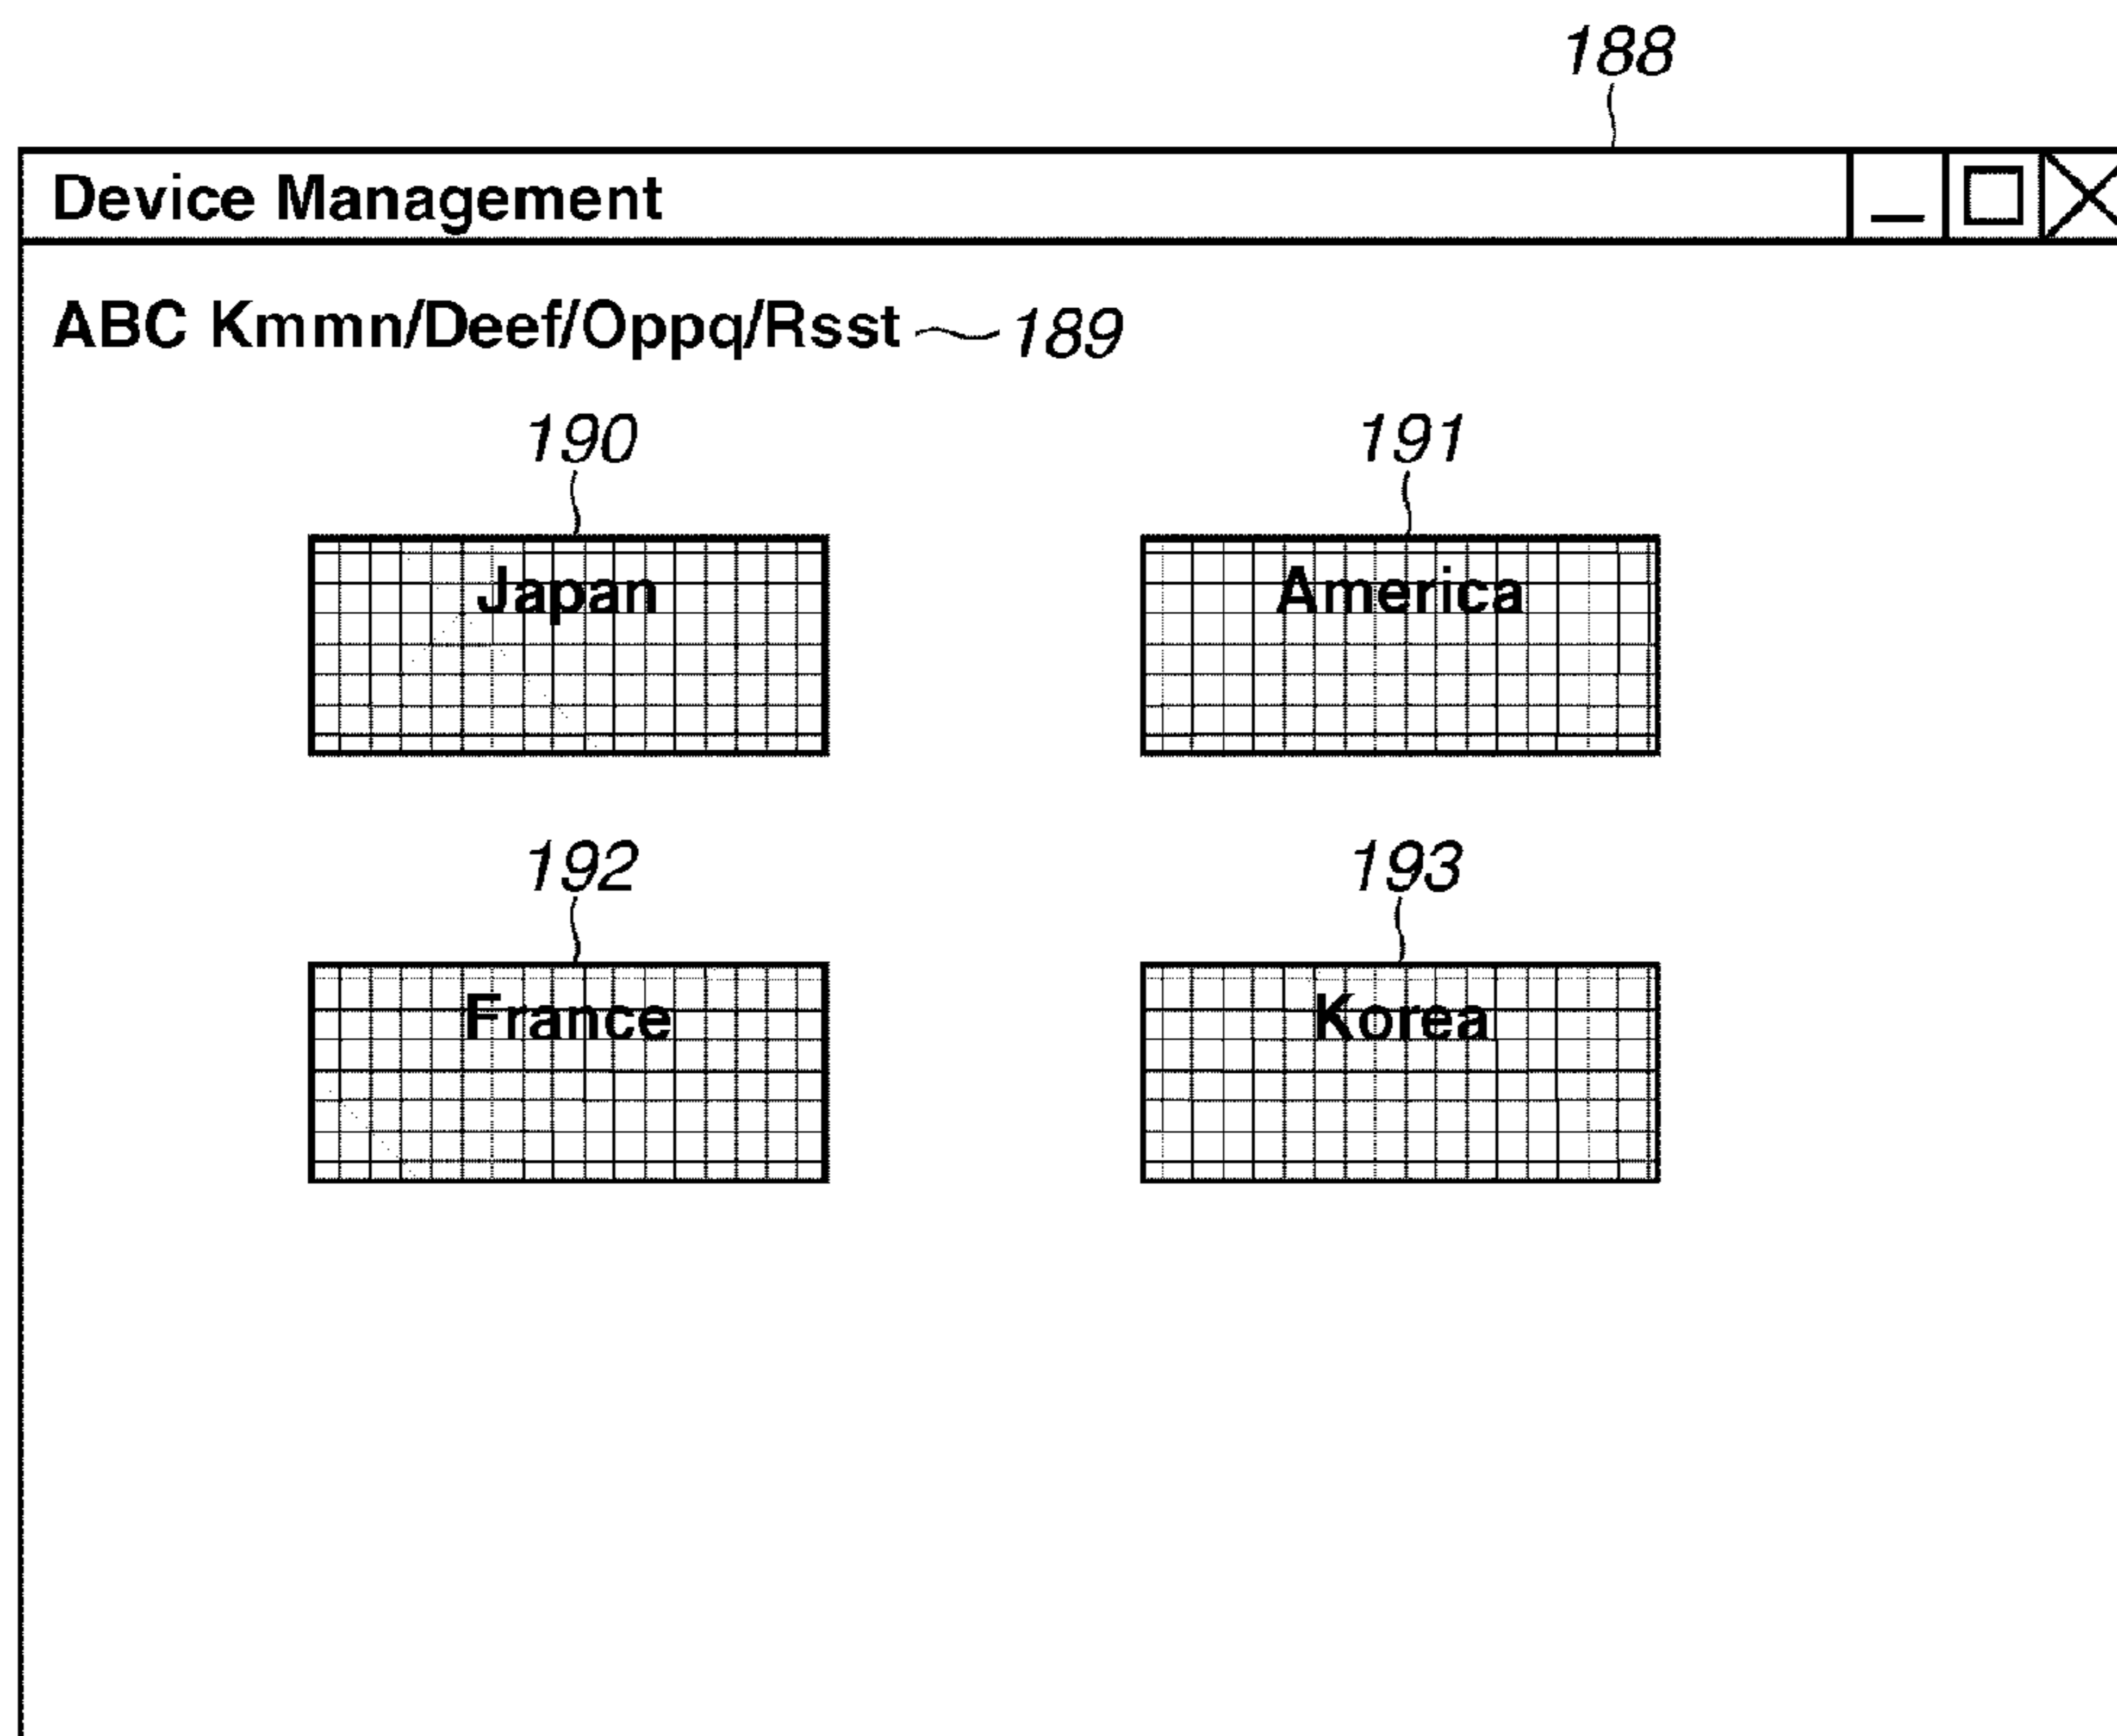 188
Device Management
ABC Kmmn/Deef/Oppq/Rsst 189
190 191
Japan America
192 193
France Korea